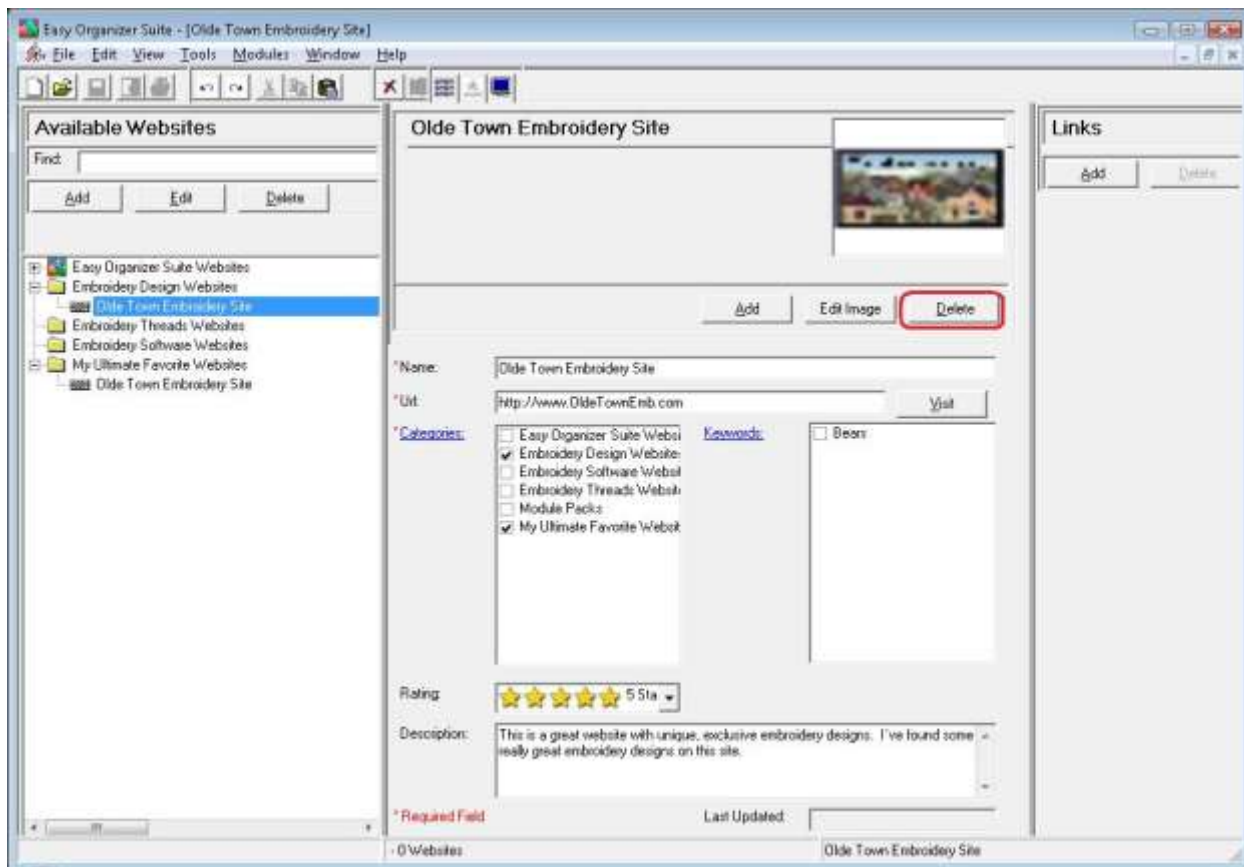 Easy Organizer Suite - [Olde Town Embroidery Site]
File Edit View Tools Modules Window Help
Available Websites
Find:
Add Edit Delete
Easy Organizer Suite Websites
Embroidery Design Websites
Olde Town Embroidery Site
Embroidery Threads Websites
Embroidery Software Websites
My Ultimate Favorite Websites
Olde Town Embroidery Site
Olde Town Embroidery Site
Add Edit Image Delete
*Name: Olde Town Embroidery Site
*Url: http://www.OldeTownEmb.com Visit
*Categories:
Easy Organizer Suite Websi
Embroidery Design Website
Embroidery Software Websit
Embroidery Threads Website
Module Packs
My Ultimate Favorite Websit
Keywords:
Bears
Rating: 5 Sta
Description: This is a great website with unique, exclusive embroidery designs. I've found some
really great embroidery designs on this site.
*Required Field Last Updated:
Links
Add Delete
- 0 Websites Olde Town Embroidery Site